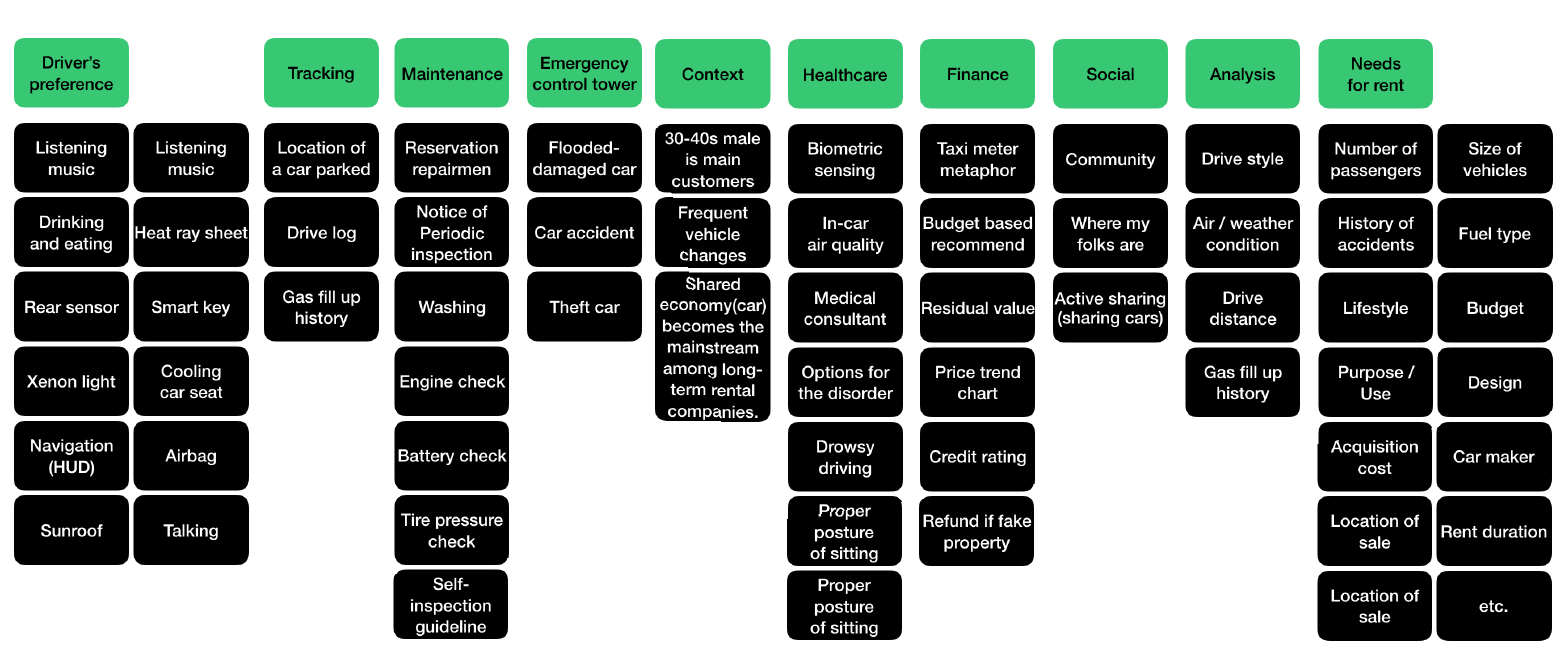 Driver's
preference
Tracking
Maintenance
Emergency
control tower
Context
Healthcare
Finance
Social
Analysis
Needs
for rent
Listening
music
Drinking
and eating
Rear sensor
Xenon light
Navigation
(HUD)
Sunroof
Listening
music
Heat ray sheet
Smart key
Cooling
car seat
Airbag
Talking
Location of
a car parked
Drive log
Gas fill up
history
Reservation
repairmen
Notice of
Periodic
inspection
Washing
Engine check
Battery check
Tire pressure
check
Self-
inspection
guideline
Flooded-
damaged car
Car accident
Theft car
30-40s male
is main
customers
Frequent
vehicle
changes
Shared
economy(car)
becomes the
mainstream
among long-
term rental
companies.
Biometric
sensing
In-car
air quality
Medical
consultant
Options for
the disorder
Drowsy
driving
Proper
posture
of sitting
Proper
posture
of sitting
Taxi meter
metaphor
Budget based
recommend
Residual value
Price trend
chart
Credit rating
Refund if fake
property
Community
Where my
folks are
Active sharing
(sharing cars)
Drive style
Air / weather
condition
Drive
distance
Gas fill up
history
Number of
passengers
History of
accidents
Lifestyle
Purpose /
Use
Acquisition
cost
Location of
sale
Location of
sale
Size of
vehicles
Fuel type
Budget
Design
Car maker
Rent duration
etc.